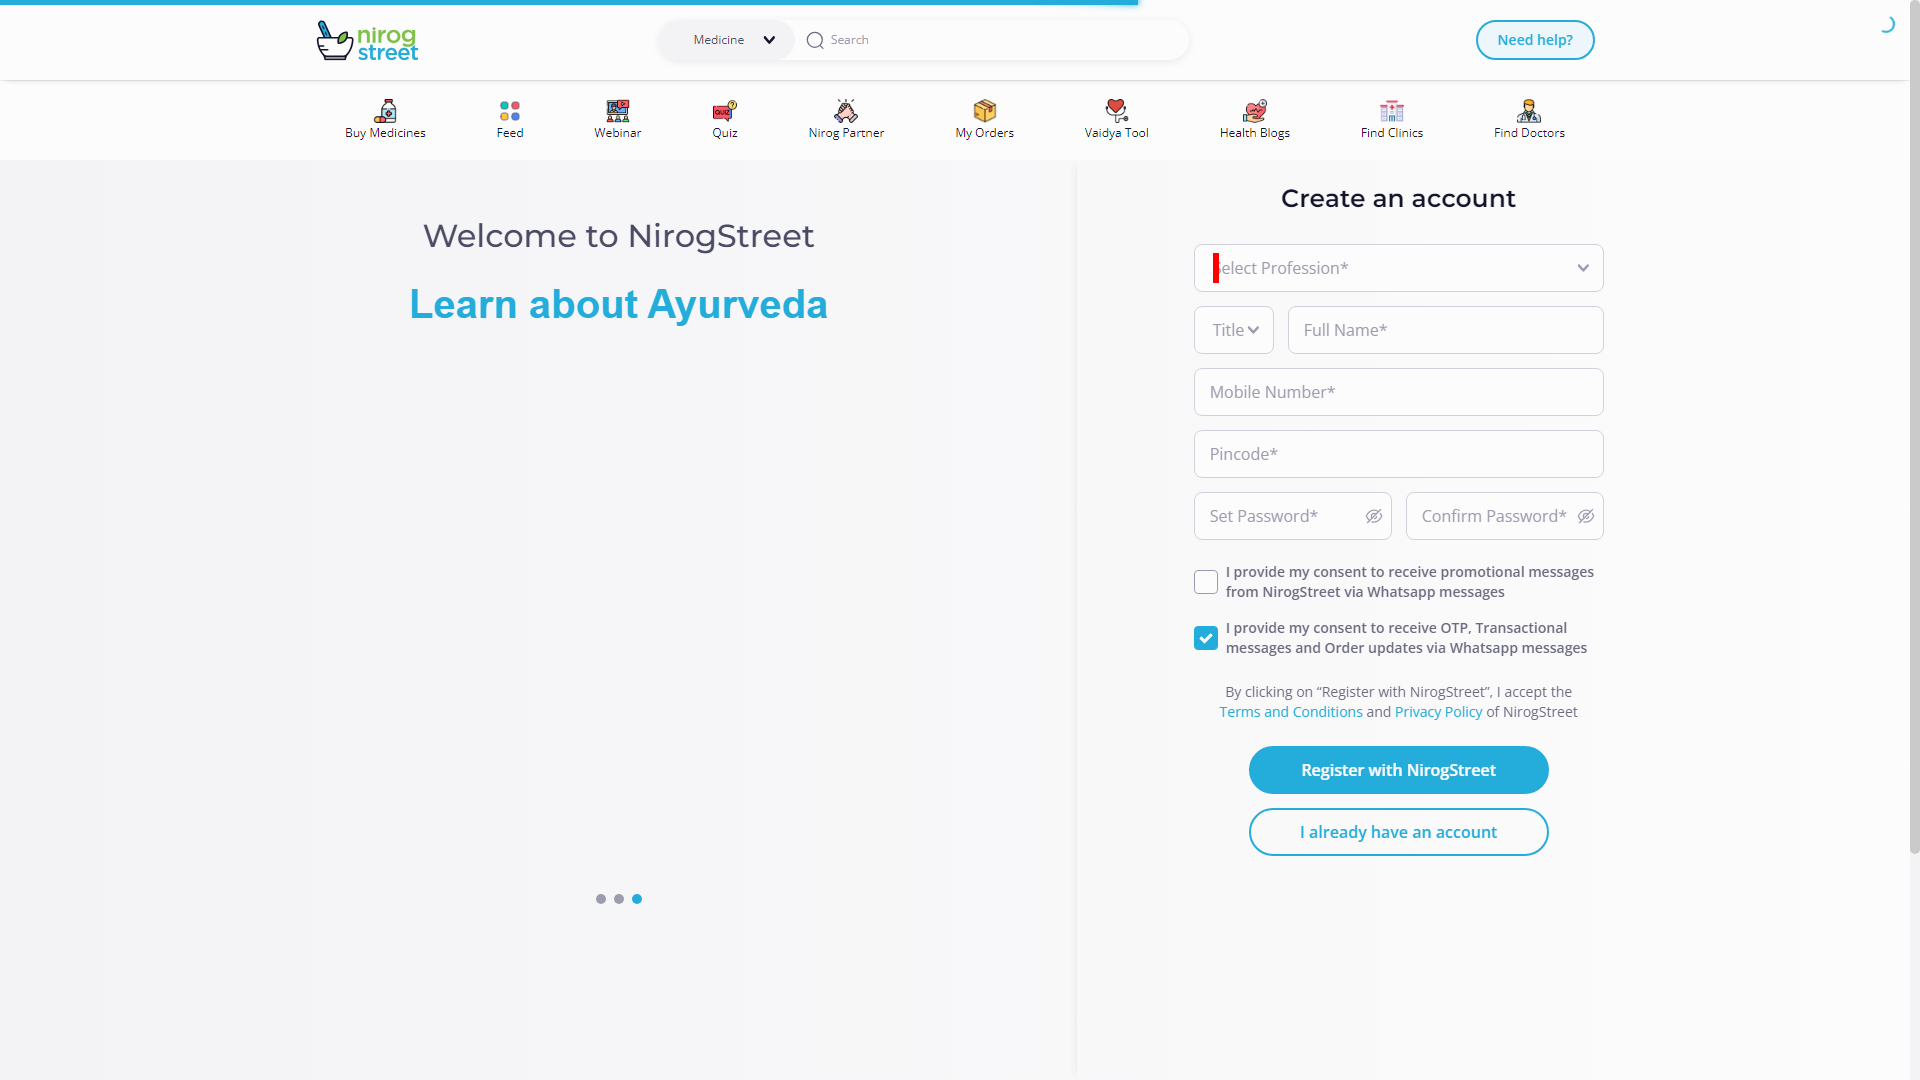 nirog
street
Medicine
Search
Need help?
Buy Medicines
Feed
Webinar
QUIZ
?
Quiz
Nirog Partner
My Orders
Vaidya Tool
Health Blogs
Find Clinics
Find Doctors
Welcome to NirogStreet
Learn about Ayurveda
Create an account
Select Profession*
Title
Full Name*
Mobile Number*
Pincode*
Set Password*
Confirm Password*
I provide my consent to receive promotional messages
from NirogStreet via Whatsapp messages
I provide my consent to receive OTP, Transactional
messages and Order updates via Whatsapp messages
By clicking on “Register with NirogStreet”, I accept the
Terms and Conditions and Privacy Policy of NirogStreet
Register with NirogStreet
I already have an account